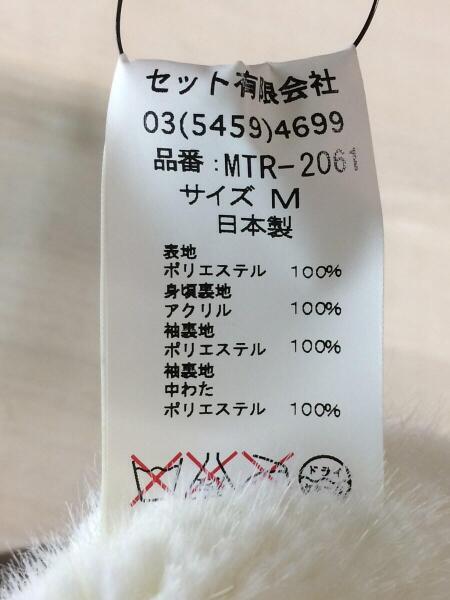 セット有限会社
03(5459)4699
品番:MTR-2061
サイズ M
日本製
表地
ポリエステル 100%
身頃裏地
アクリル 100%
袖裏地
ポリエステル 100%
袖裏地
中わた
ポリエステル 100%
ドライ